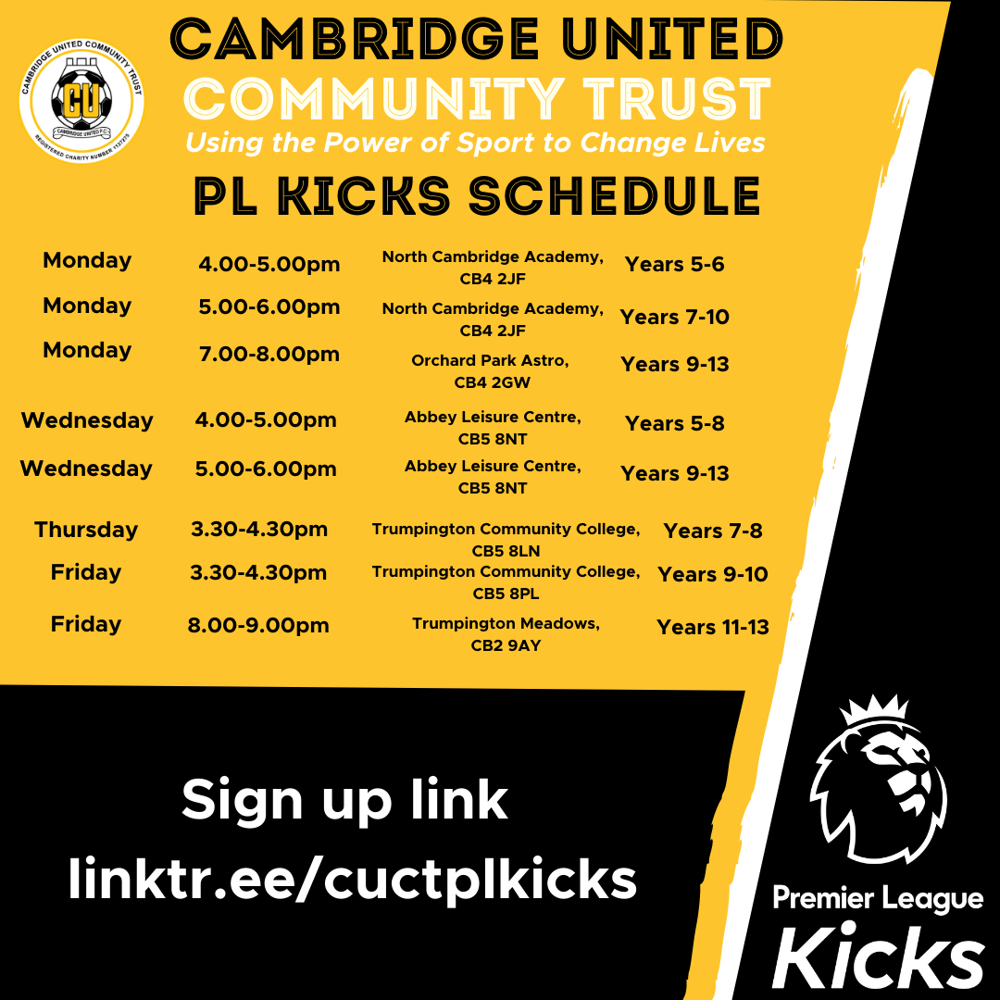 CAMBRIDGE UNITED COMMUNITY TRUST
CU
CAMBRIDGE UNITED F.C.
REGISTERED CHARITY NUMBER 1137275
CAMBRIDGE UNITED
COMMUNITY TRUST
Using the Power of Sport to Change Lives
PL KICKS SCHEDULE
Monday 4.00-5.00pm North Cambridge Academy, Years 5-6
CB4 2JF
Monday 5.00-6.00pm North Cambridge Academy, Years 7-10
CB4 2JF
Monday 7.00-8.00pm Orchard Park Astro, Years 9-13
CB4 2GW
Wednesday 4.00-5.00pm Abbey Leisure Centre, Years 5-8
CB5 8NT
Wednesday 5.00-6.00pm Abbey Leisure Centre, Years 9-13
CB5 8NT
Thursday 3.30-4.30pm Trumpington Community College, Years 7-8
CB5 8LN
Friday 3.30-4.30pm Trumpington Community College, Years 9-10
CB5 8PL
Friday 8.00-9.00pm Trumpington Meadows, Years 11-13
CB2 9AY
Sign up link
linktr.ee/cuctplkicks
Premier League
Kicks